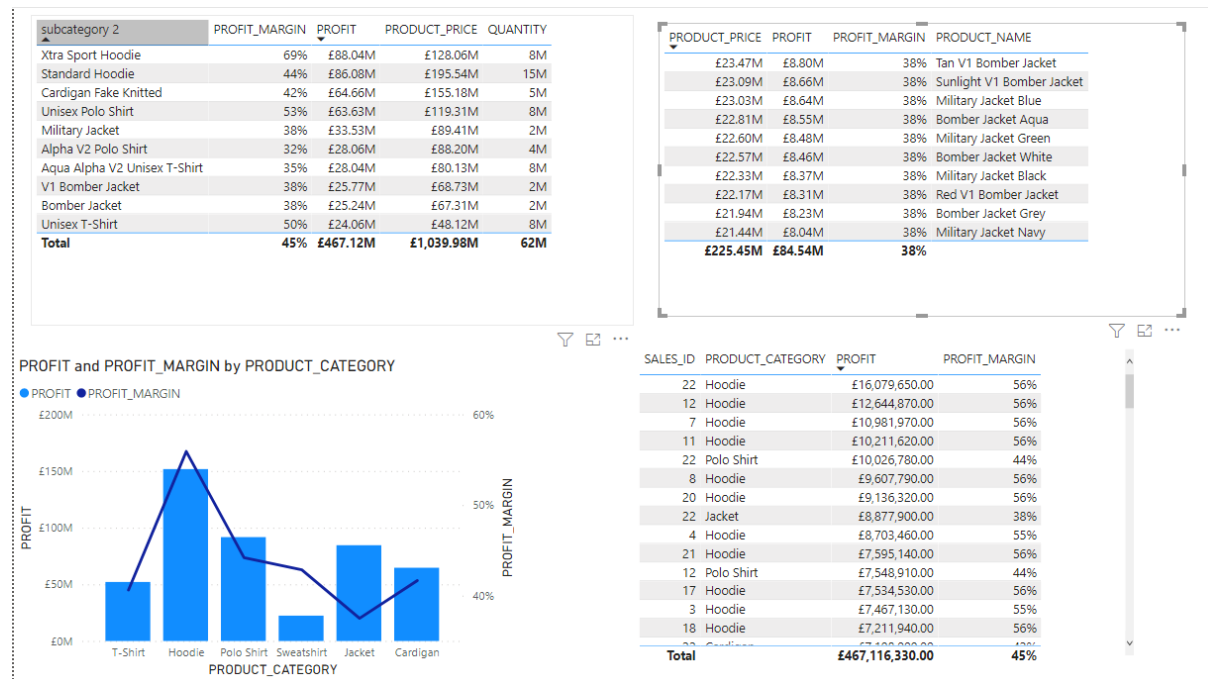 subcategory 2 PROFIT_MARGIN PROFIT PRODUCT_PRICE QUANTITY
Xtra Sport Hoodie 69% £88.04M £128.06M 8M
Standard Hoodie 44% £86.08M £195.54M 15M
Cardigan Fake Knitted 42% £64.66M £155.18M 5M
Unisex Polo Shirt 53% £63.63M £119.31M 8M
Military Jacket 38% £33.53M £89.41M 2M
Alpha V2 Polo Shirt 32% £28.06M £88.20M 4M
Aqua Alpha V2 Unisex T-Shirt 35% £28.04M £80.13M 8M
V1 Bomber Jacket 38% £25.77M £68.73M 2M
Bomber Jacket 38% £25.24M £67.31M 2M
Unisex T-Shirt 50% £24.06M £48.12M 8M
Total 45% £467.12M £1,039.98M 62M
PRODUCT_PRICE PROFIT PROFIT_MARGIN PRODUCT_NAME
£23.47M £8.80M 38% Tan V1 Bomber Jacket
£23.09M £8.66M 38% Sunlight V1 Bomber Jacket
£23.03M £8.64M 38% Military Jacket Blue
£22.81M £8.55M 38% Bomber Jacket Aqua
£22.60M £8.48M 38% Military Jacket Green
£22.57M £8.46M 38% Bomber Jacket White
£22.33M £8.37M 38% Military Jacket Black
£22.17M £8.31M 38% Red V1 Bomber Jacket
£21.94M £8.23M 38% Bomber Jacket Grey
£21.44M £8.04M 38% Military Jacket Navy
£225.45M £84.54M 38%
PROFIT and PROFIT_MARGIN by PRODUCT_CATEGORY
PROFIT PROFIT_MARGIN
£200M 60%
£150M
50%
£100M
£50M
40%
£0M
PROFIT
PROFIT_MARGIN
T-Shirt Hoodie Polo Shirt Sweatshirt Jacket Cardigan
PRODUCT_CATEGORY
SALES_ID PRODUCT_CATEGORY PROFIT PROFIT_MARGIN
22 Hoodie £16,079,650.00 56%
12 Hoodie £12,644,870.00 56%
7 Hoodie £10,981,970.00 56%
11 Hoodie £10,211,620.00 56%
22 Polo Shirt £10,026,780.00 44%
8 Hoodie £9,607,790.00 56%
20 Hoodie £9,136,320.00 56%
22 Jacket £8,877,900.00 38%
4 Hoodie £8,703,460.00 55%
21 Hoodie £7,595,140.00 56%
12 Polo Shirt £7,548,910.00 44%
17 Hoodie £7,534,530.00 56%
3 Hoodie £7,467,130.00 55%
18 Hoodie £7,211,940.00 56%
Total £467,116,330.00 45%